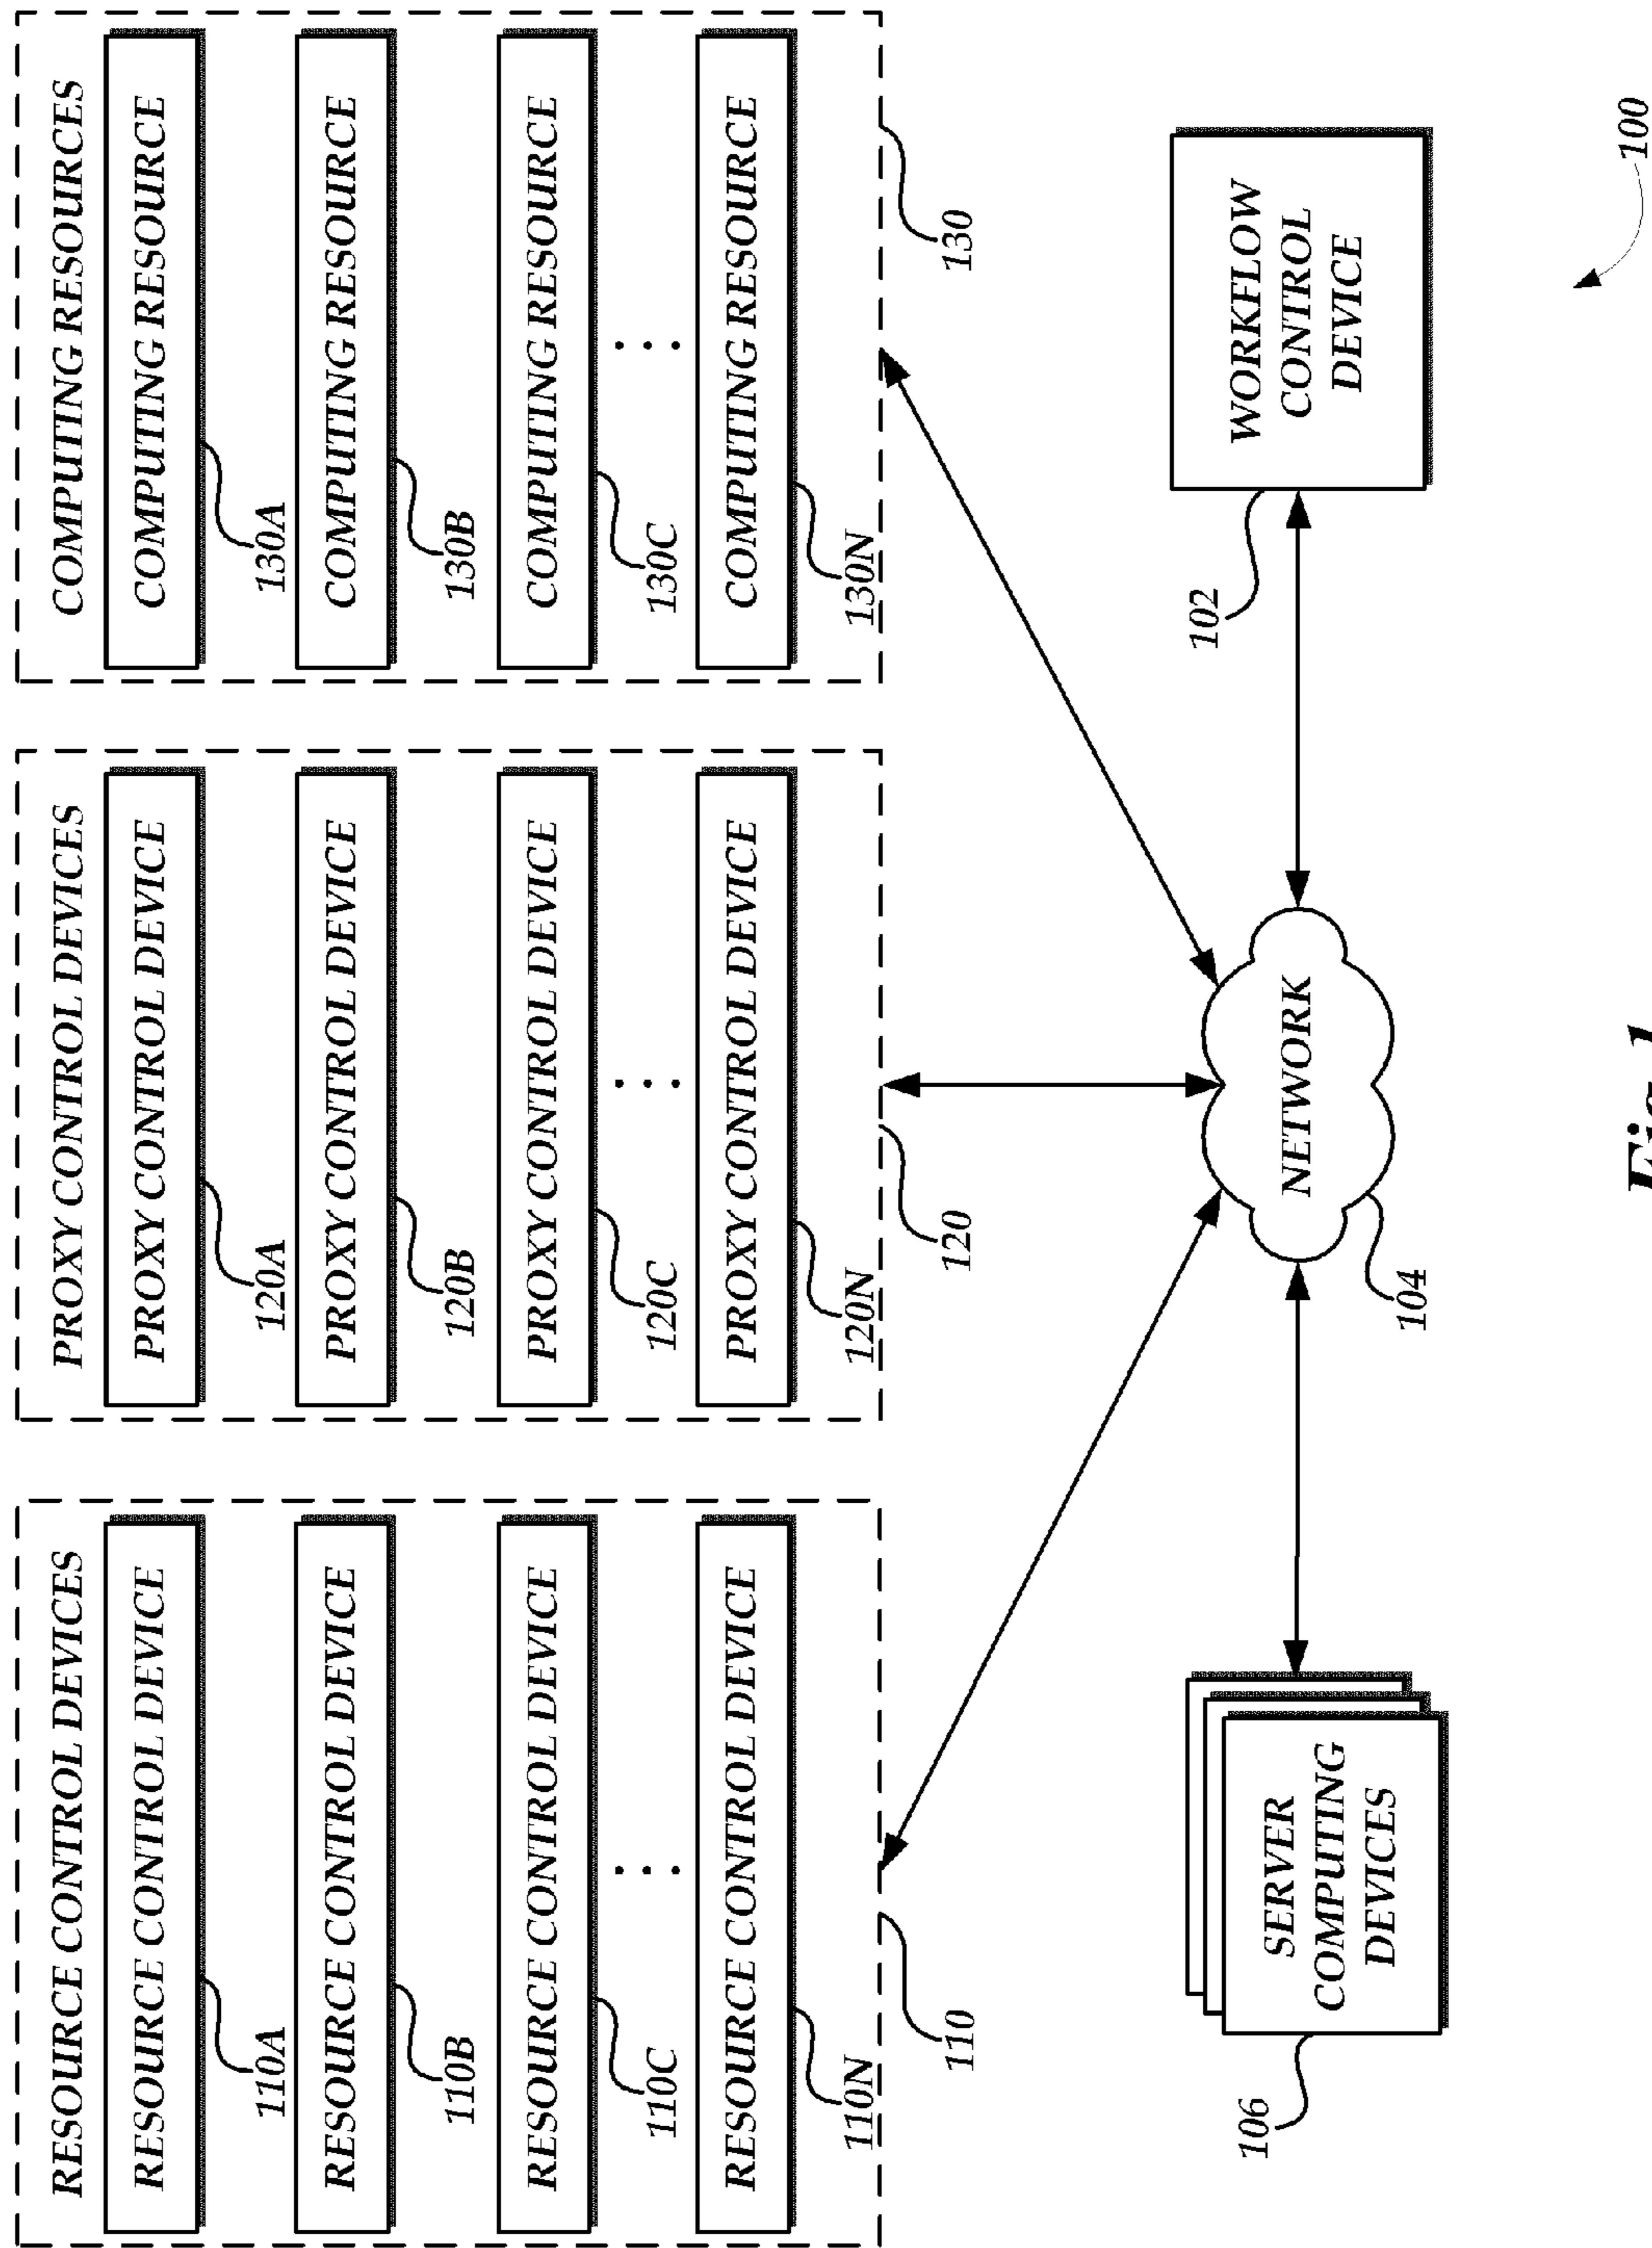 RESOURCE CONTROL DEVICES
RESOURCE CONTROL DEVICE
110A
RESOURCE CONTROL DEVICE
110B
RESOURCE CONTROL DEVICE
110C
RESOURCE CONTROL DEVICE
110N
110
PROXY CONTROL DEVICES
PROXY CONTROL DEVICE
120A
PROXY CONTROL DEVICE
120B
PROXY CONTROL DEVICE
120C
PROXY CONTROL DEVICE
120N
120
COMPUTING RESOURCES
COMPUTING RESOURCE
130A
COMPUTING RESOURCE
130B
COMPUTING RESOURCE
130C
COMPUTING RESOURCE
130N
130
106
SERVER
COMPUTING
DEVICES
NETWORK
104
102
WORKFLOW
CONTROL
DEVICE
100
Fig. 1